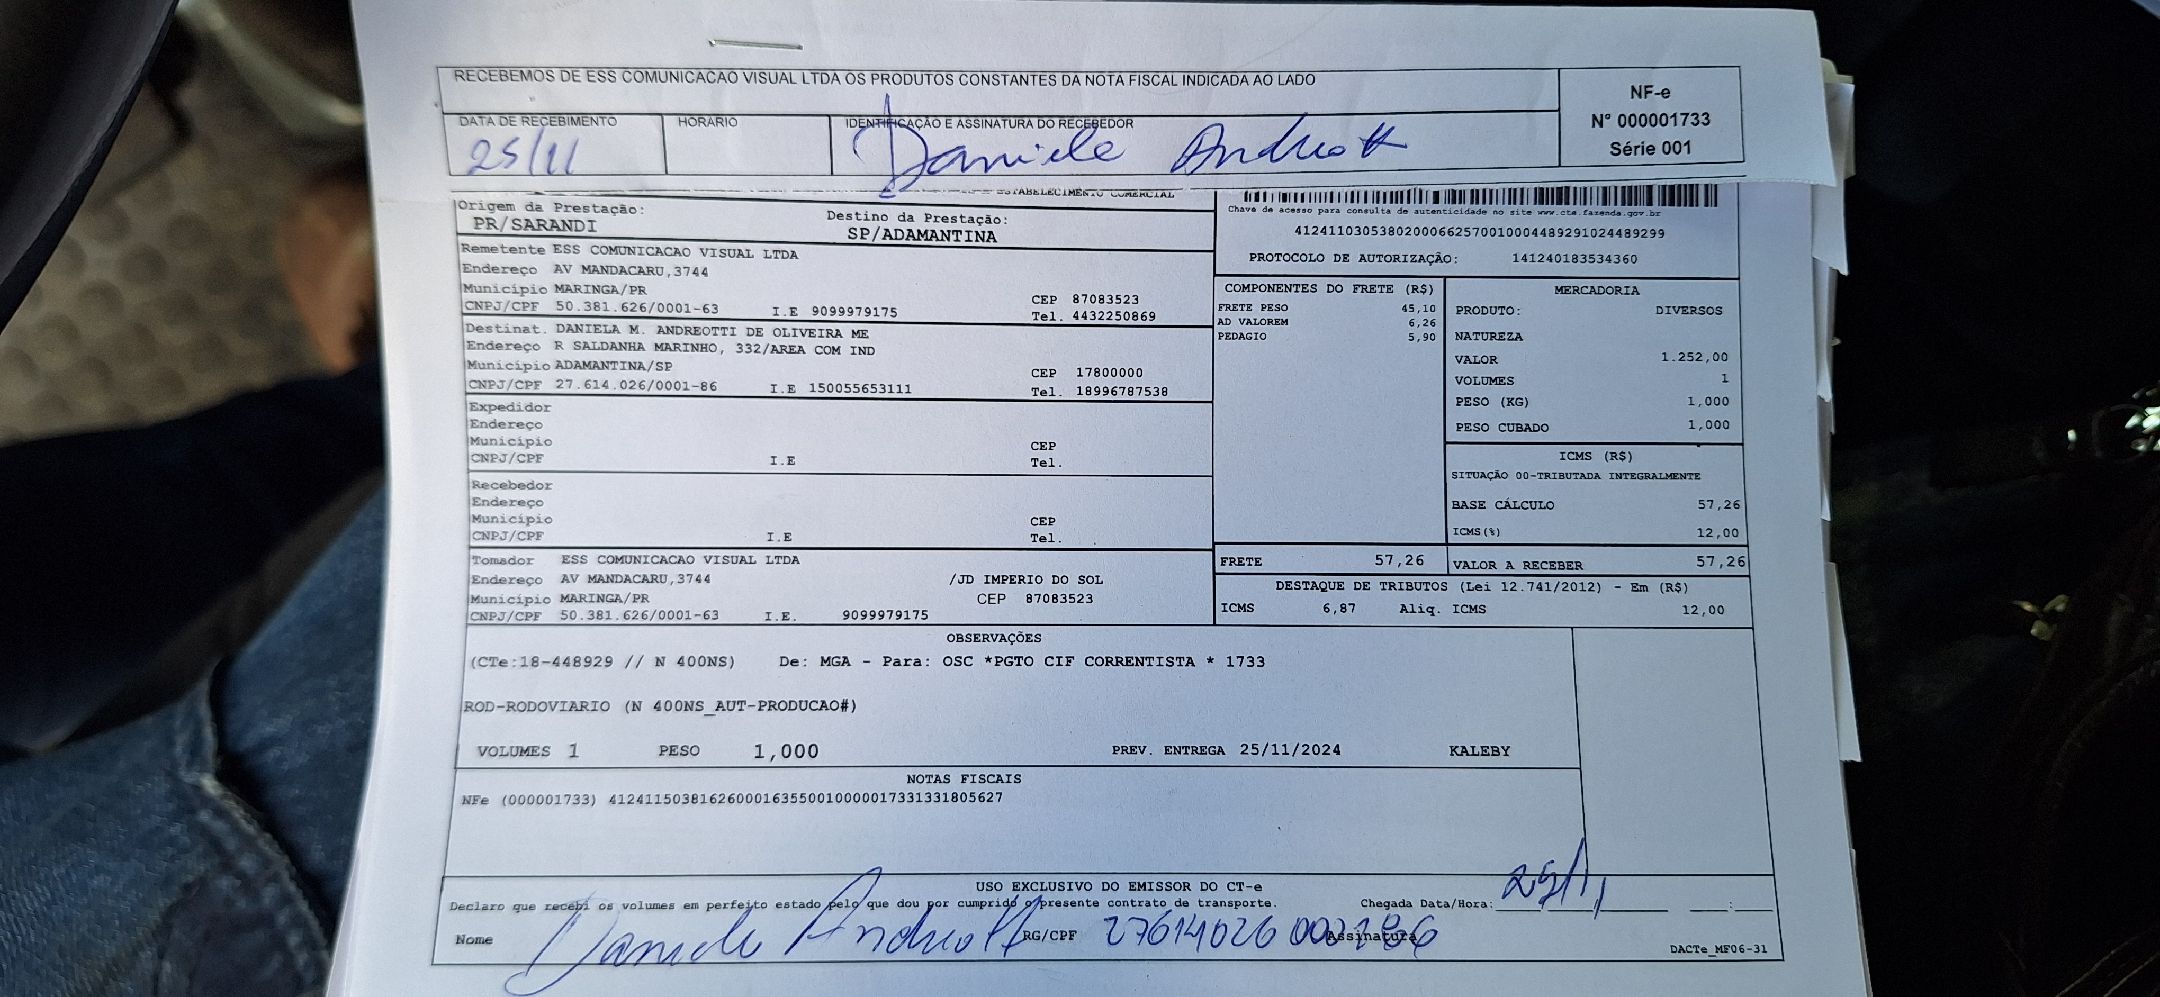 RECEBEMOS DE ESS COMUNICACAO VISUAL LTDA OS PRODUTOS CONSTANTES DA NOTA FISCAL INDICADA AO LADO
NF-e
Nº 000001733
Série 001
DATA DE RECEBIMENTO
25/11
HORÁRIO
IDENTIFICAÇÃO E ASSINATURA DO RECEBEDOR
Daniele Andreott
ESTABELECIMENTO COMERCIAL
Origem da Prestação:
PR/SARANDI
Destino da Prestação:
SP/ADAMANTINA
Chave de acesso para consulta de autenticidade no site www.cte.fazenda.gov.br
41241103053802000662570010004489291024489299
PROTOCOLO DE AUTORIZAÇÃO: 141240183534360
Remetente ESS COMUNICACAO VISUAL LTDA
Endereço AV MANDACARU,3744
Município MARINGA/PR CEP 87083523
CNPJ/CPF 50.381.626/0001-63 I.E 9099979175 Tel. 4432250869
Destinat. DANIELA M. ANDREOTTI DE OLIVEIRA ME
Endereço R SALDANHA MARINHO, 332/AREA COM IND
Município ADAMANTINA/SP CEP 17800000
CNPJ/CPF 27.614.026/0001-86 I.E 150055653111 Tel. 18996787538
Expedidor
Endereço
Município CEP
CNPJ/CPF I.E Tel.
Recebedor
Endereço
Município CEP
CNPJ/CPF I.E Tel.
Tomador ESS COMUNICACAO VISUAL LTDA
Endereço AV MANDACARU,3744 /JD IMPERIO DO SOL
Município MARINGA/PR CEP 87083523
CNPJ/CPF 50.381.626/0001-63 I.E. 9099979175
COMPONENTES DO FRETE (R$)
FRETE PESO 45,10
AD VALOREM 6,26
PEDAGIO 5,90
MERCADORIA
PRODUTO: DIVERSOS
NATUREZA
VALOR 1.252,00
VOLUMES 1
PESO (KG) 1,000
PESO CUBADO 1,000
ICMS (R$)
SITUAÇÃO 00-TRIBUTADA INTEGRALMENTE
BASE CÁLCULO 57,26
ICMS(%) 12,00
FRETE 57,26
VALOR A RECEBER 57,26
DESTAQUE DE TRIBUTOS (Lei 12.741/2012) - Em (R$)
ICMS 6,87 Aliq. ICMS 12,00
OBSERVAÇÕES
(CTe:18-448929 // N 400NS) De: MGA - Para: OSC *PGTO CIF CORRENTISTA * 1733
ROD-RODOVIARIO (N 400NS_AUT-PRODUCAO#)
VOLUMES 1 PESO 1,000 PREV. ENTREGA 25/11/2024 KALEBY
NOTAS FISCAIS
NFe (000001733) 41241150381626000163550010000017331331805627
USO EXCLUSIVO DO EMISSOR DO CT-e
Declaro que recebi os volumes em perfeito estado pelo que dou por cumprido o presente contrato de transporte. Chegada Data/Hora: 25/11
Nome Daniele Andreott RG/CPF 27614026000186 Assinatura
DACTe_MF06-31